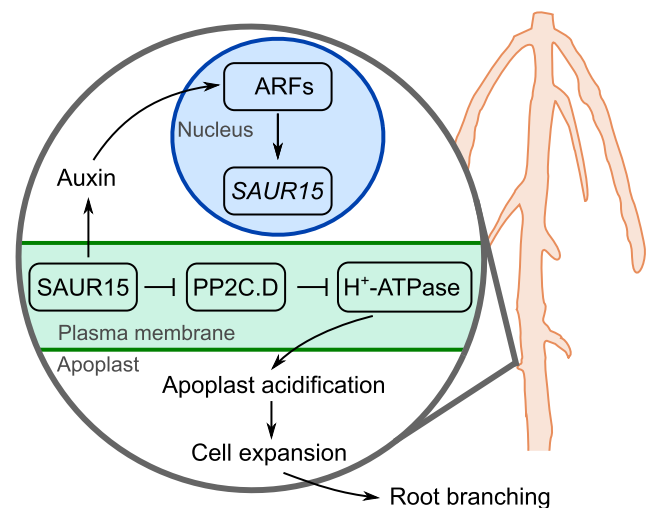 ARFs
Nucleus
Auxin
SAUR15
SAUR15
PP2C.D
H⁺-ATPase
Plasma membrane
Apoplast
Apoplast acidification
Cell expansion
Root branching